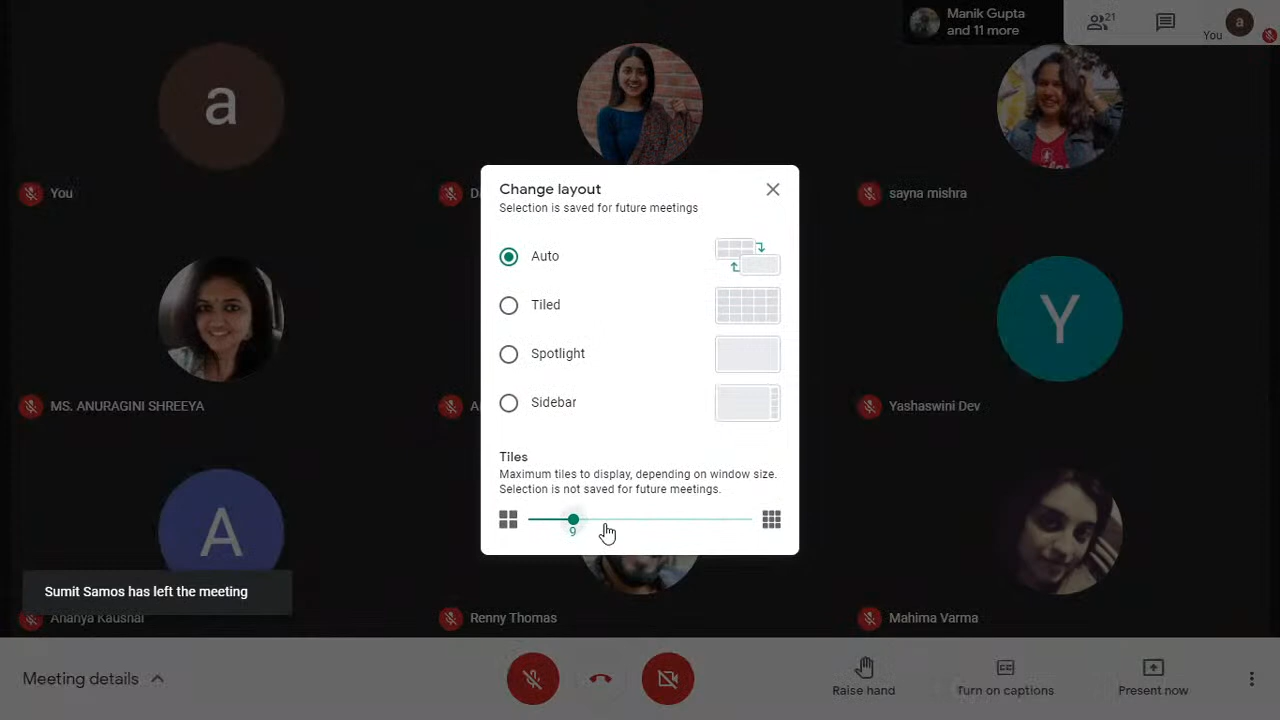 Manik Gupta
and 11 more
21
You
a
a
You
D
sayna mishra
Change layout
Selection is saved for future meetings
Auto
Tiled
Spotlight
Sidebar
MS. ANURAGINI SHREEYA
A
Y
Yashaswini Dev
Tiles
Maximum tiles to display, depending on window size.
Selection is not saved for future meetings.
9
A
Sumit Samos has left the meeting
Ananya Kaushal
Renny Thomas
Mahima Varma
Meeting details
Raise hand
Turn on captions
Present now